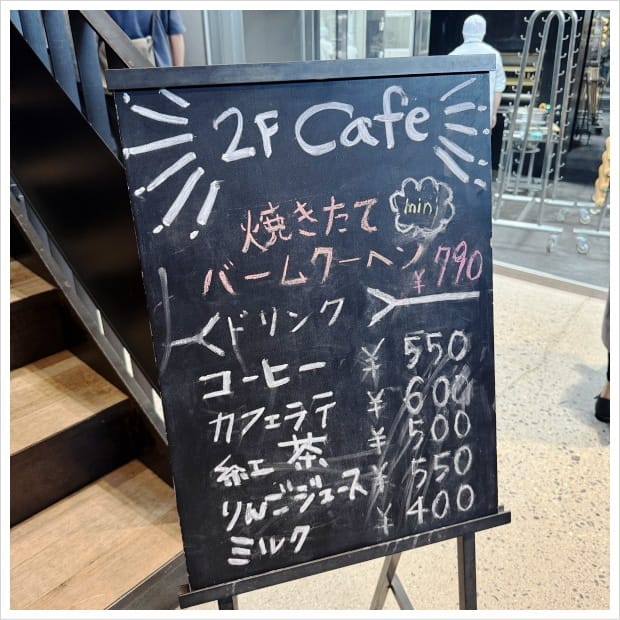 2F Cafe
焼きたて mini
バームクーヘン ¥790
ドリンク
コーヒー ¥550
カフェラテ ¥600
紅茶 ¥500
りんごジュース ¥550
ミルク ¥400